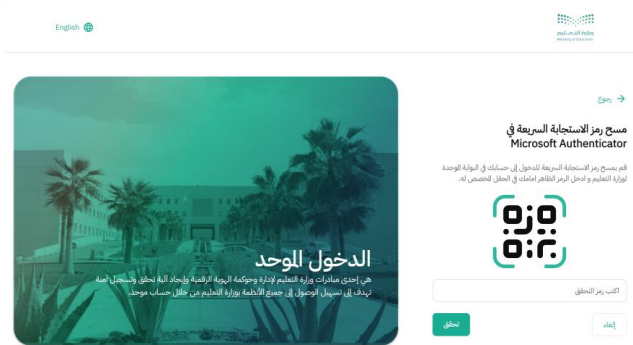 English
وزارة التعليم
Ministry of Education
رجوع
مسح رمز الاستجابة السريعة في
Microsoft Authenticator
قم بمسح رمز الاستجابة السريعة للدخول إلى حسابك في البوابة الموحدة
لوزارة التعليم و ادخل الرمز الظاهر امامك في الحقل المخصص له.
اكتب رمز التحقق
تحقق
إلغاء
الدخول الموحد
هي إحدى مبادرات وزارة التعليم لإدارة وحوكمة الهوية الرقمية وإيجاد آلية تحقق وتسجيل آمنة
تهدف إلى تسهيل الوصول إلى جميع الأنظمة بوزارة التعليم من خلال حساب موحد.